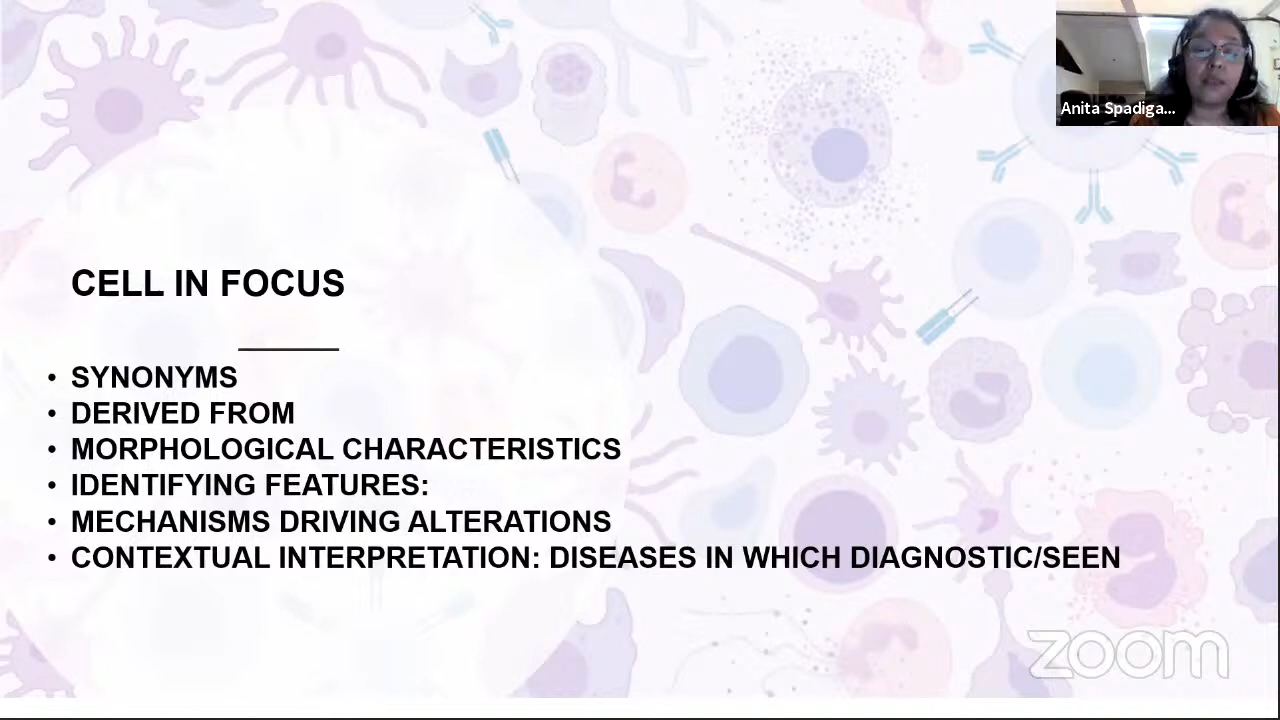 Anita Spadiga...
CELL IN FOCUS
• SYNONYMS
• DERIVED FROM
• MORPHOLOGICAL CHARACTERISTICS
• IDENTIFYING FEATURES:
• MECHANISMS DRIVING ALTERATIONS
• CONTEXTUAL INTERPRETATION: DISEASES IN WHICH DIAGNOSTIC/SEEN
zoom